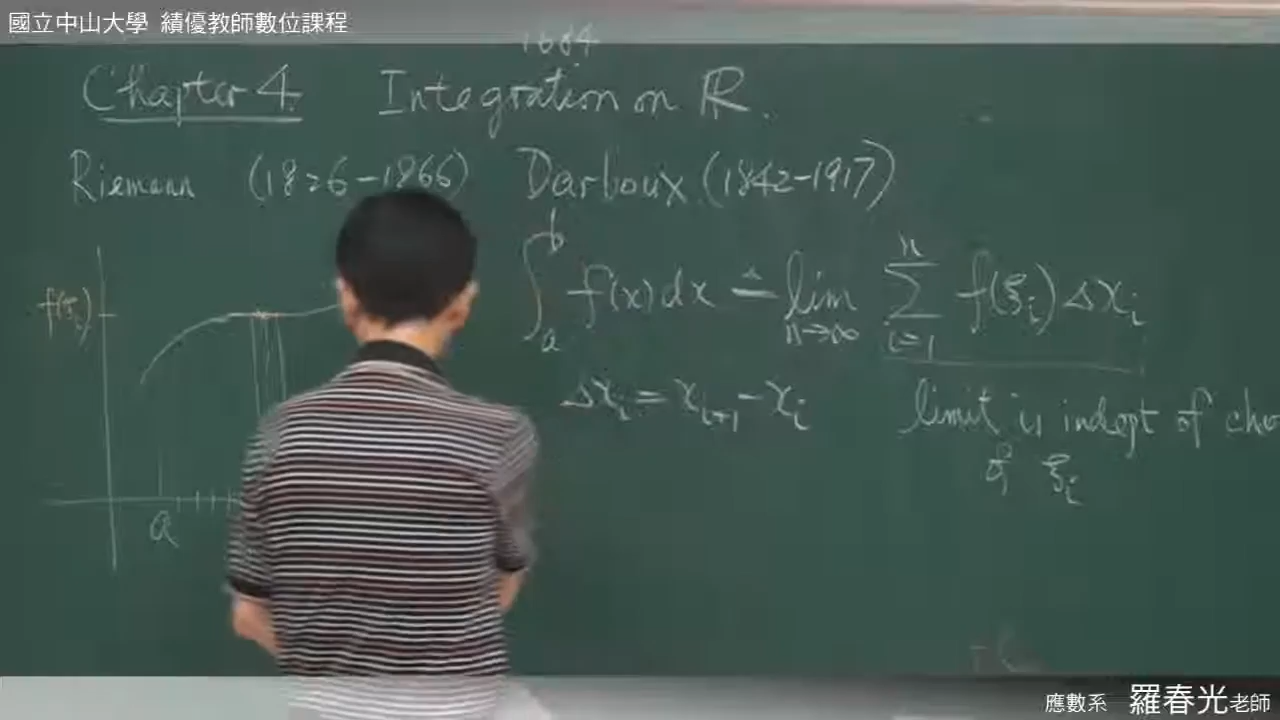 國立中山大學 績優教師數位課程
1684
Chapter 4. Integration on ℝ.
Riemann (1826-1866) Darboux (1842-1917)
∫_a^b f(x)dx ≐ lim_{n→∞} ∑_{i=1}^n f(ξ_i)Δx_i
f(ξ_i)
Δx_i = x_{i+1} - x_i
limit is indept of cho
of ξ_i
a
應數系 羅春光老師